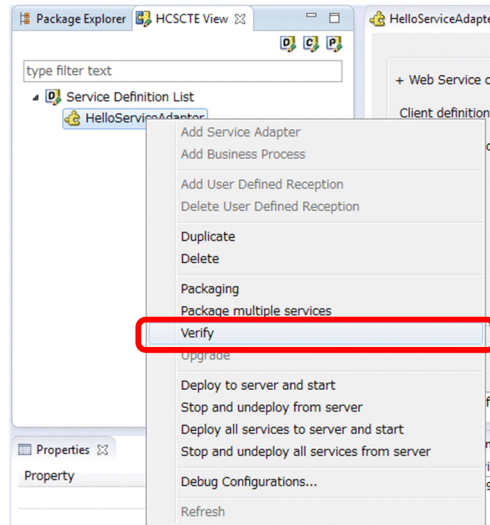 Package Explorer
HCSCTE View
HelloServiceAdapte
type filter text
+ Web Service c
Service Definition List
Client definition
HelloServiceAdapter
Add Service Adapter
Add Business Process
Add User Defined Reception
Delete User Defined Reception
Duplicate
Delete
Packaging
Package multiple services
Verify
Upgrade
Deploy to server and start
Stop and undeploy from server
Deploy all services to server and start
Stop and undeploy all services from server
Properties
Property
Debug Configurations...
Refresh